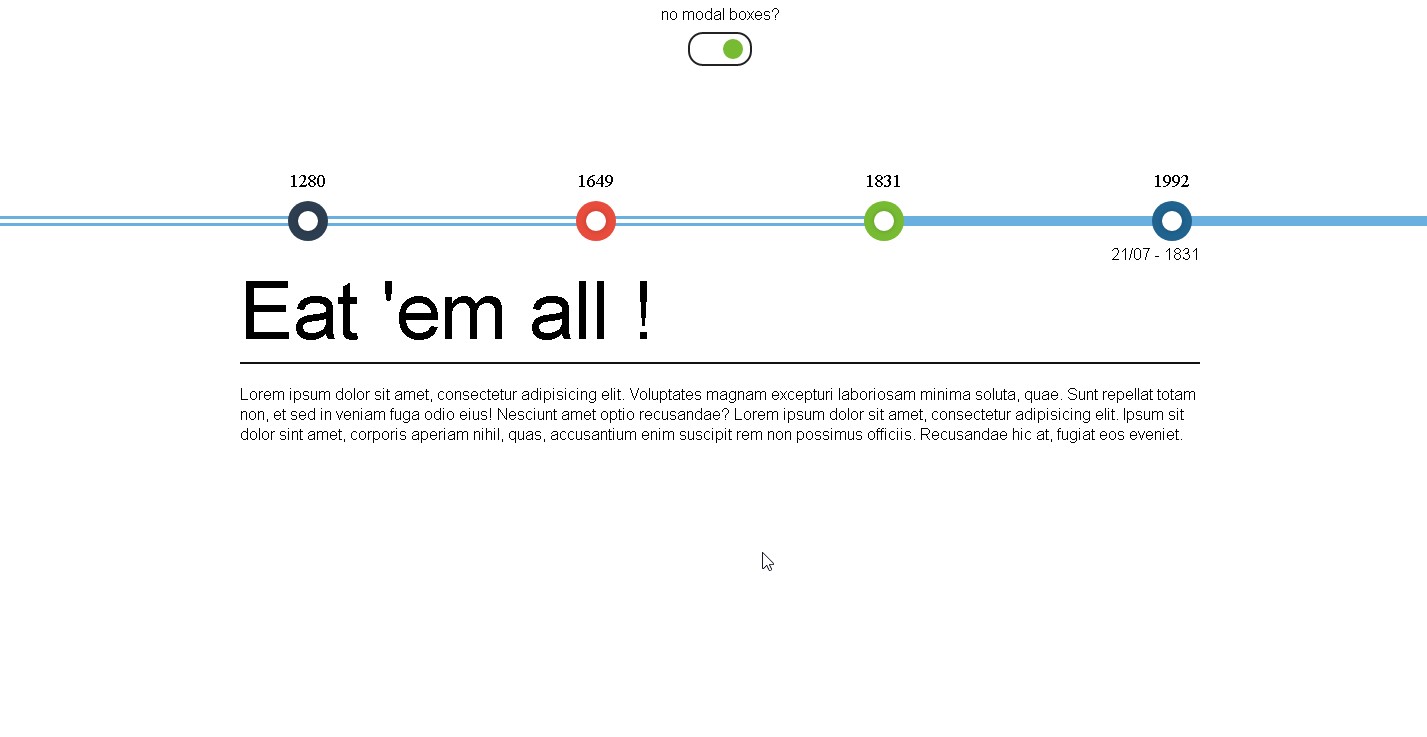 no modal boxes?
1280
1649
1831
1992
21/07 - 1831
Eat 'em all !
Lorem ipsum dolor sit amet, consectetur adipisicing elit. Voluptates magnam excepturi laboriosam minima soluta, quae. Sunt repellat totam
non, et sed in veniam fuga odio eius! Nesciunt amet optio recusandae? Lorem ipsum dolor sit amet, consectetur adipisicing elit. Ipsum sit
dolor sint amet, corporis aperiam nihil, quas, accusantium enim suscipit rem non possimus officiis. Recusandae hic at, fugiat eos eveniet.